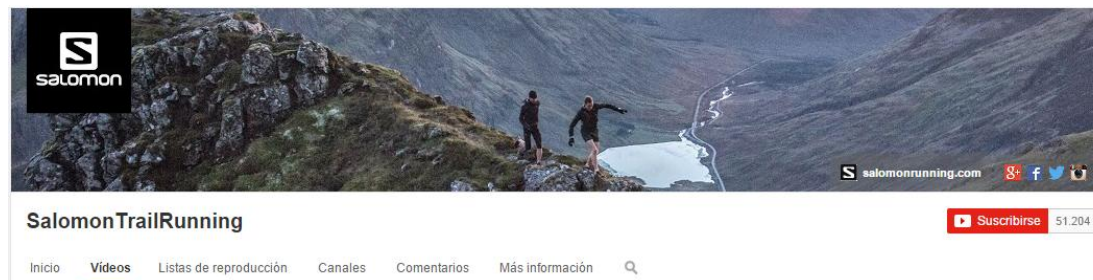 salomon
salomonrunning.com
SalomonTrailRunning
Suscribirse 51.204
Inicio Vídeos Listas de reproducción Canales Comentarios Más información